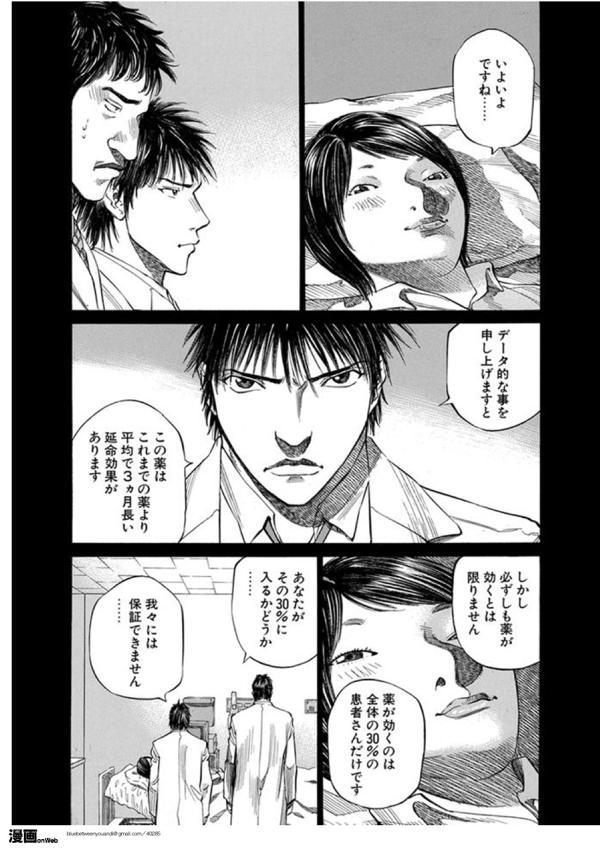 いよいよ
ですね……
データ的な事を
申し上げますと
この薬は
これまでの薬より
平均で3ヵ月長い
延命効果が
あります
しかし
必ずしも薬が
効くとは
限りません
薬が効くのは
全体の30%の
患者さんだけです
あなたが
その30%に
入るかどうか
……
我々には
保証できません
……
漫画 on Web
bluebetweenyouandi@gmail.com/40285